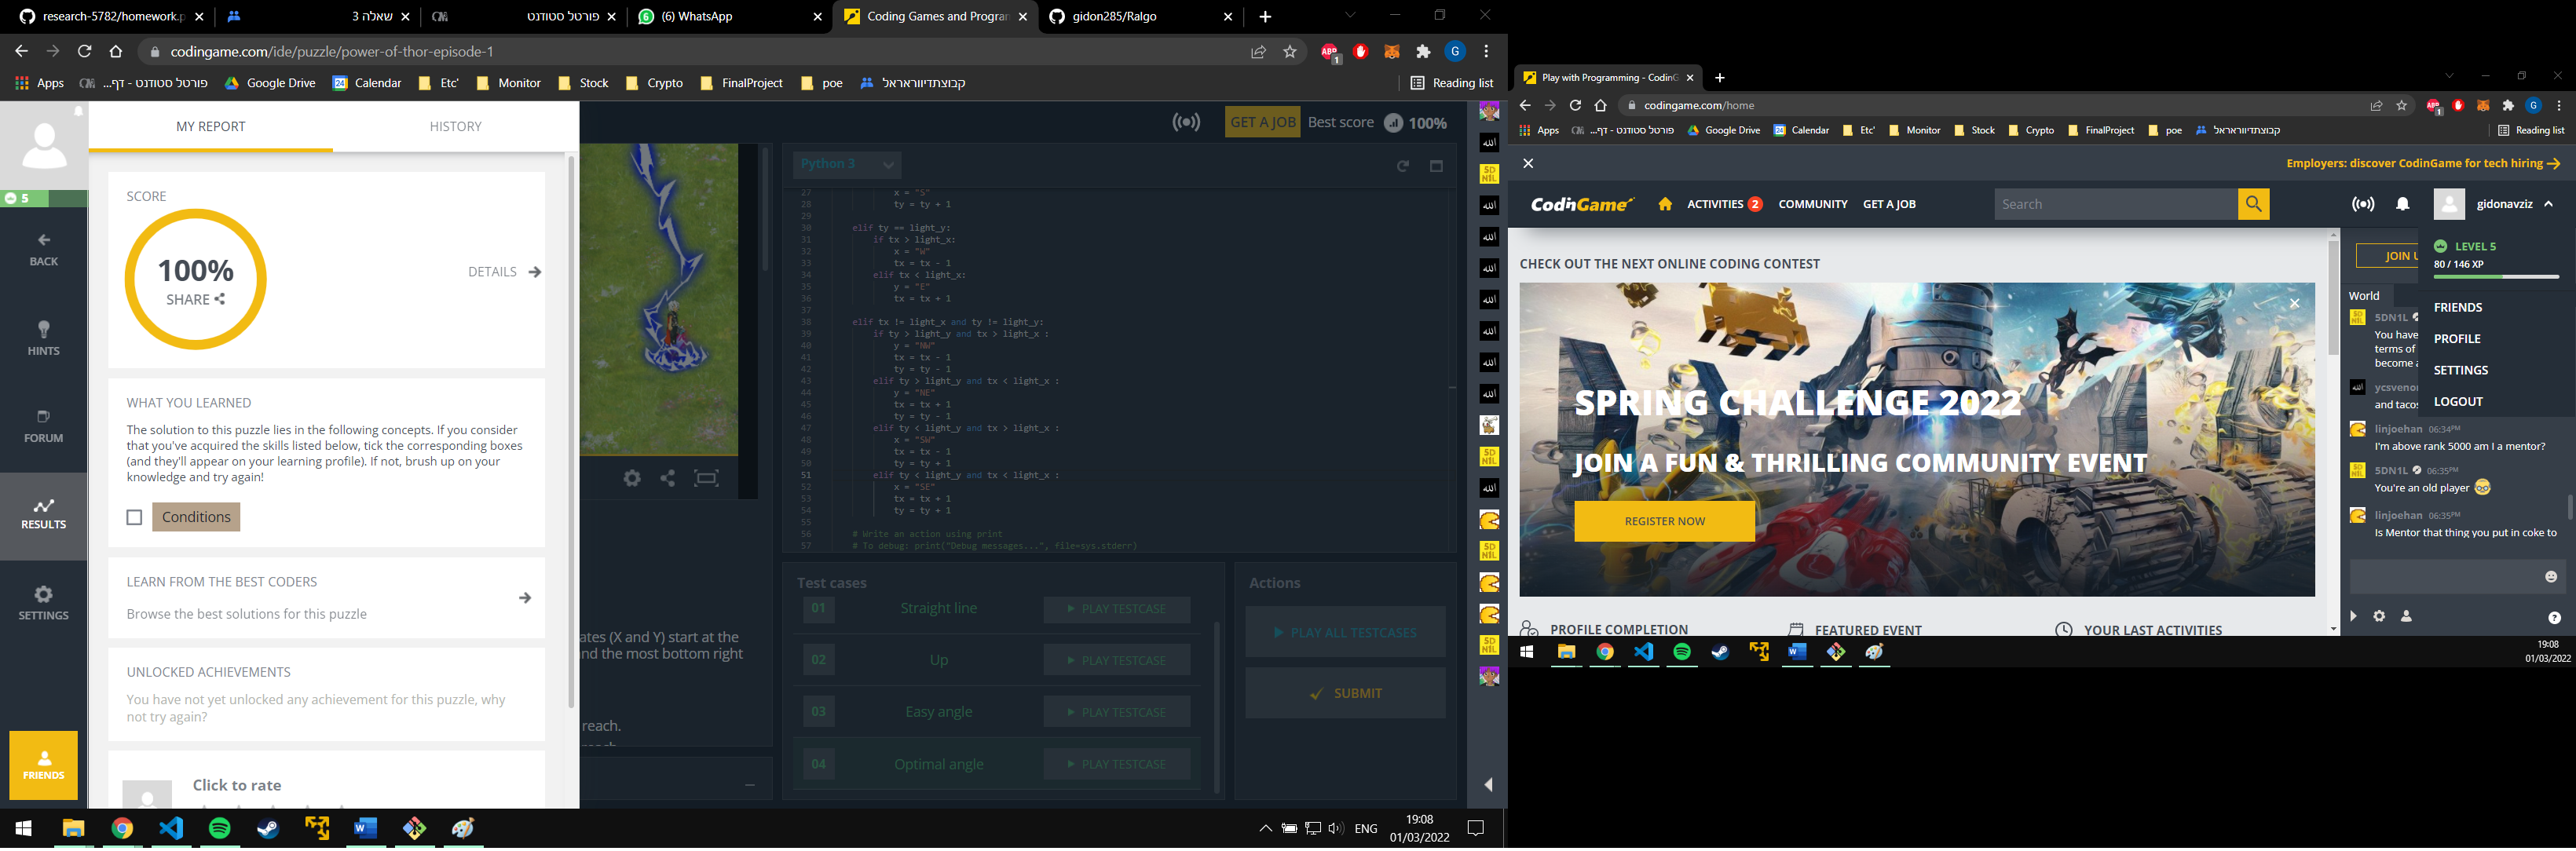 research-5782/homework.p
שאלה 3
פורטל סטודנט
(6) WhatsApp
Coding Games and Program
gidon285/Ralgo
codingame.com/ide/puzzle/power-of-thor-episode-1
Apps
פורטל סטודנט - דף...
Google Drive
Calendar
Etc'
Monitor
Stock
Crypto
FinalProject
poe
קבוצתדיווראראל
Reading list
MY REPORT
HISTORY
GET A JOB
Best score
100%
5
SCORE
100%
SHARE
DETAILS
BACK
HINTS
FORUM
RESULTS
SETTINGS
FRIENDS
WHAT YOU LEARNED
The solution to this puzzle lies in the following concepts. If you consider
that you've acquired the skills listed below, tick the corresponding boxes
(and they'll appear on your learning profile). If not, brush up on your
knowledge and try again!
Conditions
LEARN FROM THE BEST CODERS
Browse the best solutions for this puzzle
UNLOCKED ACHIEVEMENTS
You have not yet unlocked any achievement for this puzzle, why
not try again?
Click to rate
ates (X and Y) start at the
nd the most bottom right
reach.
Python 3
27 x = "S"
28 ty = ty + 1
29
30 elif ty == light_y:
31 if tx > light_x:
32 x = "W"
33 tx = tx - 1
34 elif tx < light_x:
35 y = "E"
36 tx = tx + 1
37
38 elif tx != light_x and ty != light_y:
39 if ty > light_y and tx > light_x :
40 y = "NW"
41 tx = tx - 1
42 ty = ty - 1
43 elif ty > light_y and tx < light_x :
44 y = "NE"
45 tx = tx + 1
46 ty = ty - 1
47 elif ty < light_y and tx > light_x :
48 x = "SW"
49 tx = tx - 1
50 ty = ty + 1
51 elif ty < light_y and tx < light_x :
52 x = "SE"
53 tx = tx + 1
54 ty = ty + 1
55
56 # Write an action using print
57 # To debug: print("Debug messages...", file=sys.stderr)
Test cases
01 Straight line PLAY TESTCASE
02 Up PLAY TESTCASE
03 Easy angle PLAY TESTCASE
04 Optimal angle PLAY TESTCASE
Actions
PLAY ALL TESTCASES
SUBMIT
ENG
19:08
01/03/2022
Play with Programming - CodinG
codingame.com/home
Apps
פורטל סטודנט - דף...
Google Drive
Calendar
Etc'
Monitor
Stock
Crypto
FinalProject
poe
קבוצתדיווראראל
Reading list
Employers: discover CodinGame for tech hiring
CodinGame
ACTIVITIES 2
COMMUNITY
GET A JOB
Search
gidonavziz
LEVEL 5
80 / 146 XP
FRIENDS
PROFILE
SETTINGS
LOGOUT
CHECK OUT THE NEXT ONLINE CODING CONTEST
SPRING CHALLENGE 2022
JOIN A FUN & THRILLING COMMUNITY EVENT
REGISTER NOW
PROFILE COMPLETION
FEATURED EVENT
YOUR LAST ACTIVITIES
JOIN U
World
5DN1L
You have
terms of
become a
ycsvenom
and tacos
linjoehan 06:34PM
I'm above rank 5000 am I a mentor?
5DN1L 06:35PM
You're an old player
linjoehan 06:35PM
Is Mentor that thing you put in coke to
19:08
01/03/2022